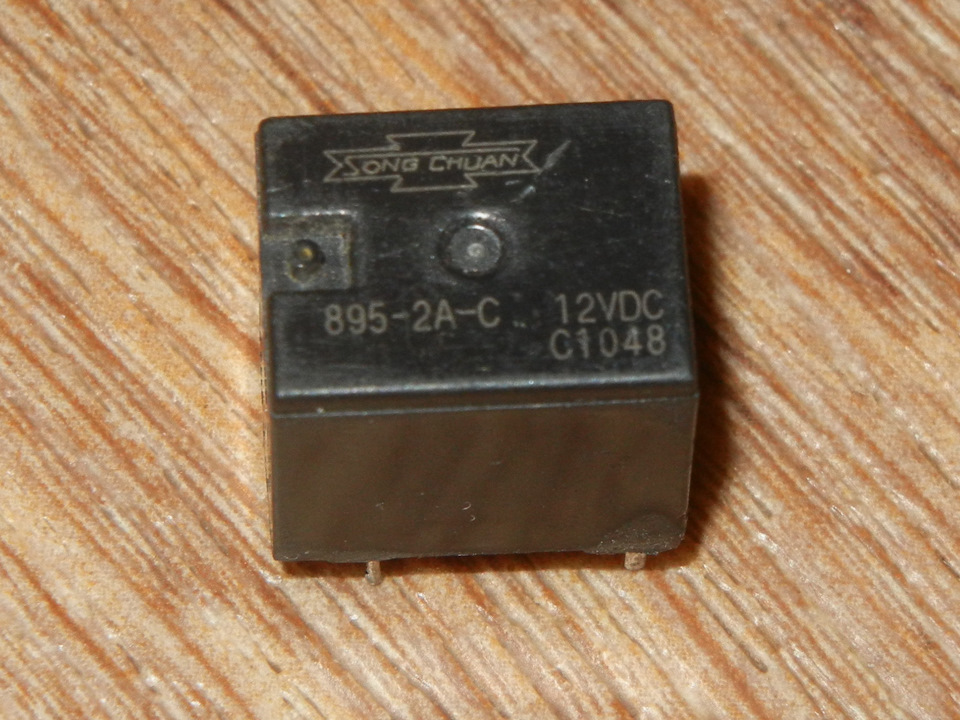 SONG CHUAN
895-2A-C 12VDC
C1048